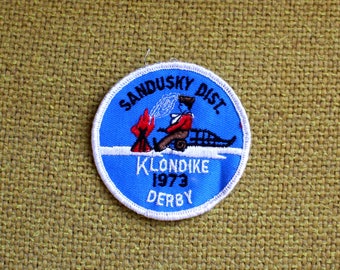 SANDUSKY DIST.
KLONDIKE
1973
DERBY